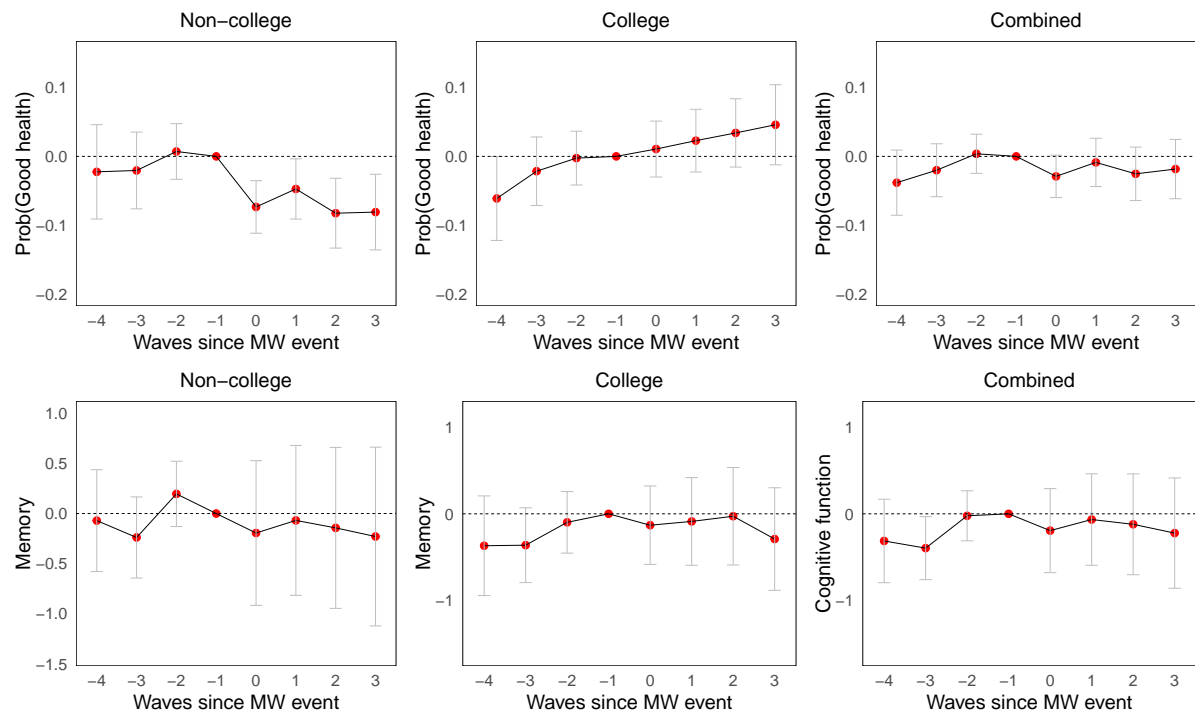 Non−college
College
Combined
Prob(Good health)
0.1
0.0
−0.1
−0.2
−4 −3 −2 −1 0 1 2 3
Waves since MW event
Prob(Good health)
0.1
0.0
−0.1
−0.2
−4 −3 −2 −1 0 1 2 3
Waves since MW event
Prob(Good health)
0.1
0.0
−0.1
−0.2
−4 −3 −2 −1 0 1 2 3
Waves since MW event
Non−college
College
Combined
Memory
1.0
0.5
0.0
−0.5
−1.0
−1.5
−4 −3 −2 −1 0 1 2 3
Waves since MW event
Memory
1
0
−1
−4 −3 −2 −1 0 1 2 3
Waves since MW event
Cognitive function
1
0
−1
−4 −3 −2 −1 0 1 2 3
Waves since MW event